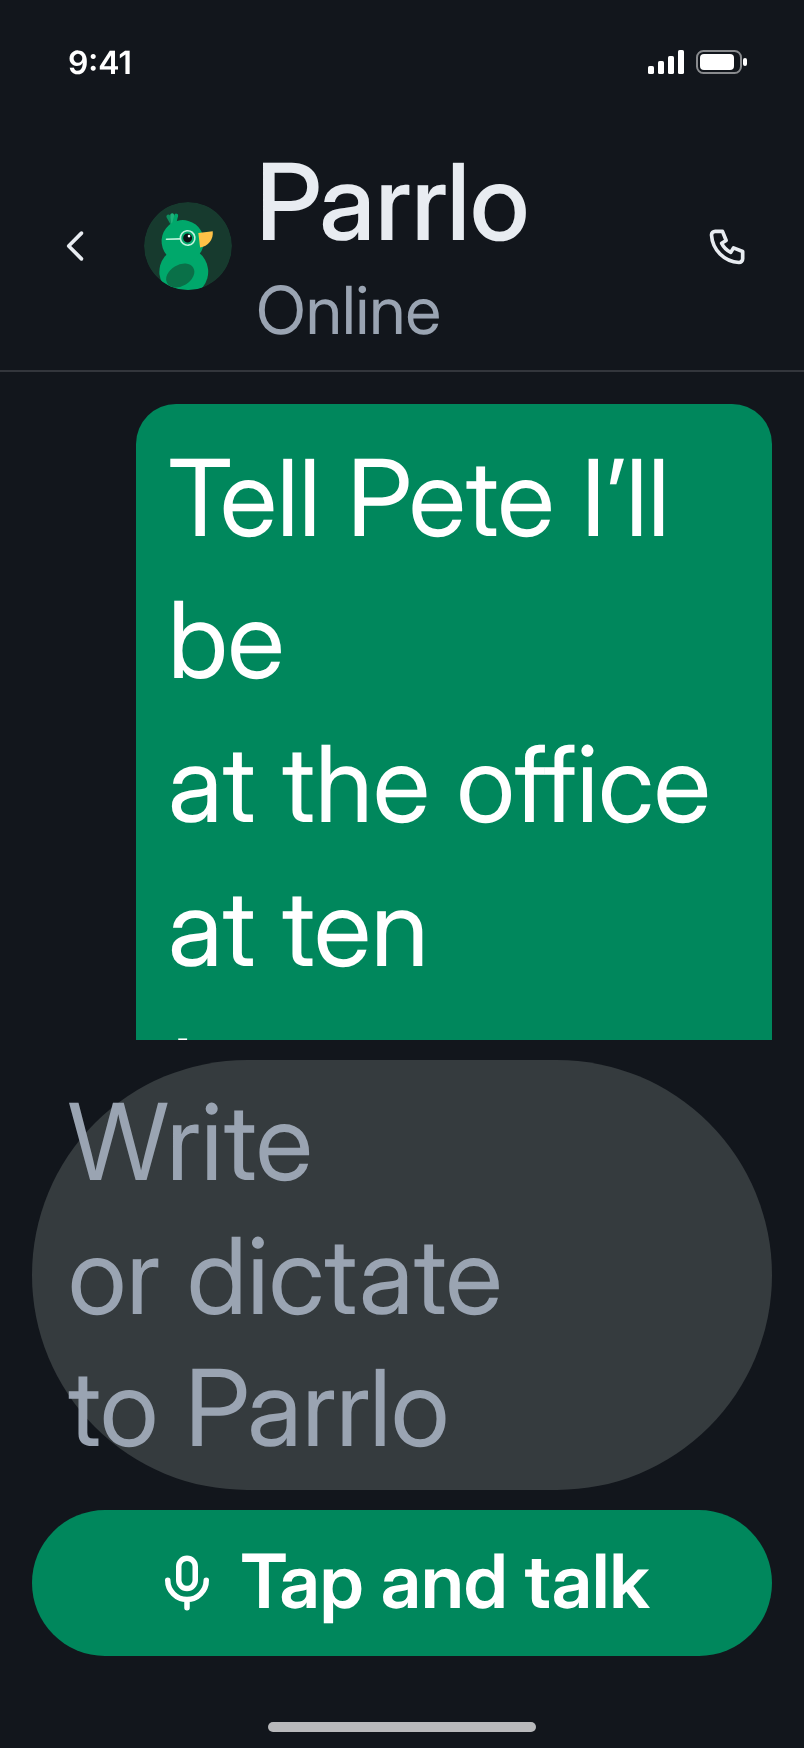 9:41
Parrlo
Online
Tell Pete I’ll
be
at the office
at ten
Write
or dictate
to Parrlo
Tap and talk